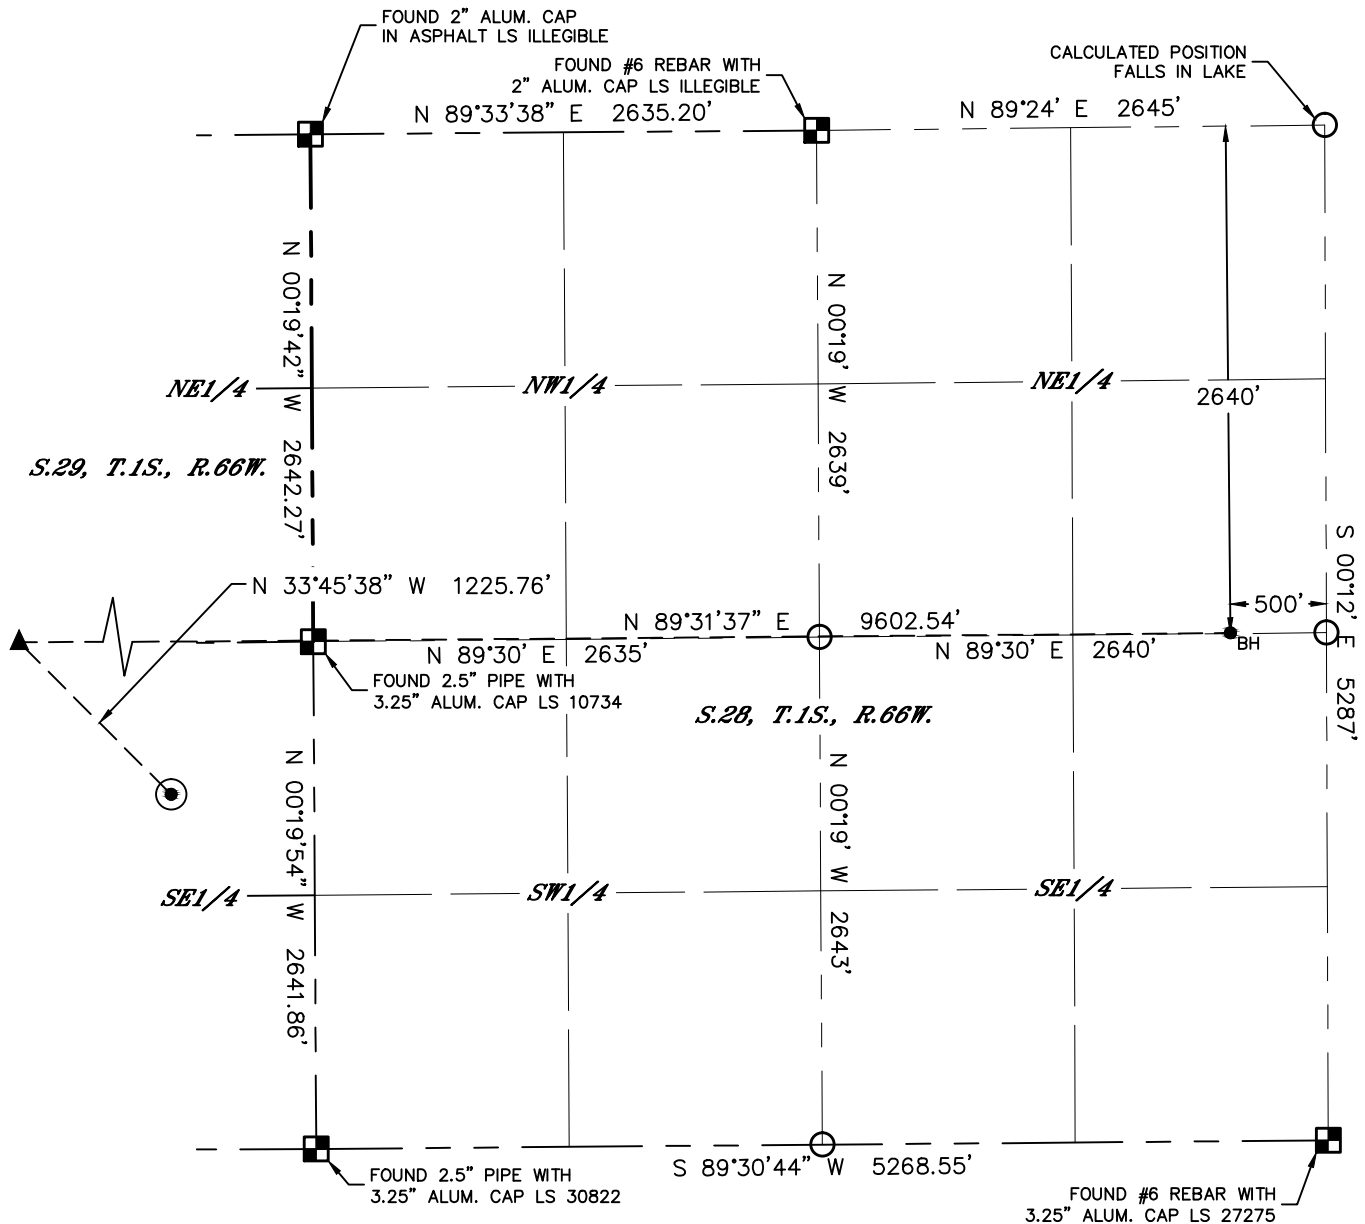 FOUND 2” ALUM. CAP
IN ASPHALT LS ILLEGIBLE
FOUND #6 REBAR WITH
2” ALUM. CAP LS ILLEGIBLE
CALCULATED POSITION
FALLS IN LAKE
N 89°33'38” E 2635.20'
N 89°24' E 2645'
N 00°19'42” W 2642.27'
N 00°19' W 2639'
NE1/4
NW1/4
NE1/4
2640'
S.29, T.1S., R.66W.
S 00°12' E 5287'
N 33°45'38” W 1225.76'
500'
N 89°31'37” E 9602.54'
BH
N 89°30' E 2635'
N 89°30' E 2640'
FOUND 2.5” PIPE WITH
3.25” ALUM. CAP LS 10734
S.28, T.1S., R.66W.
N 00°19'54” W 2641.86'
N 00°19' W 2643'
SE1/4
SW1/4
SE1/4
S 89°30'44” W 5268.55'
FOUND 2.5” PIPE WITH
3.25” ALUM. CAP LS 30822
FOUND #6 REBAR WITH
3.25” ALUM. CAP LS 27275